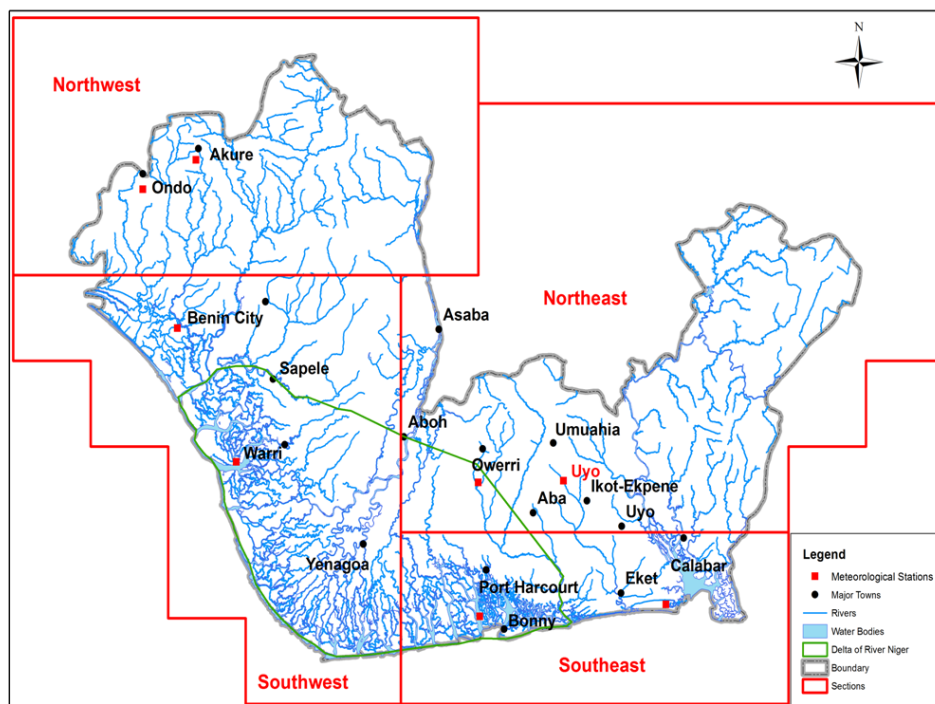 Northwest
Akure
Ondo
Northeast
Benin City
Asaba
Sapele
Aboh
Umuahia
Warri
Owerri
Uyo
Ikot-Ekpene
Aba
Uyo
Yenagoa
Calabar
Port Harcourt
Eket
Bonny
Southeast
Southwest
N
Legend
Meteorological Stations
Major Towns
Rivers
Water Bodies
Delta of River Niger
Boundary
Sections